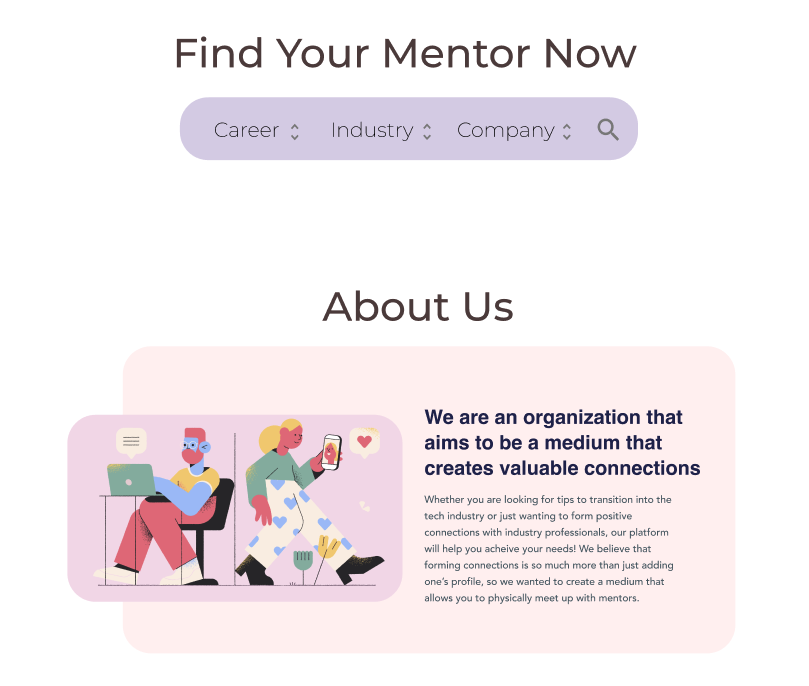 Find Your Mentor Now
Career Industry Company
About Us
We are an organization that
aims to be a medium that
creates valuable connections
Whether you are looking for tips to transition into the
tech industry or just wanting to form positive
connections with industry professionals, our platform
will help you acheive your needs! We believe that
forming connections is so much more than just adding
one's profile, so we wanted to create a medium that
allows you to physically meet up with mentors.